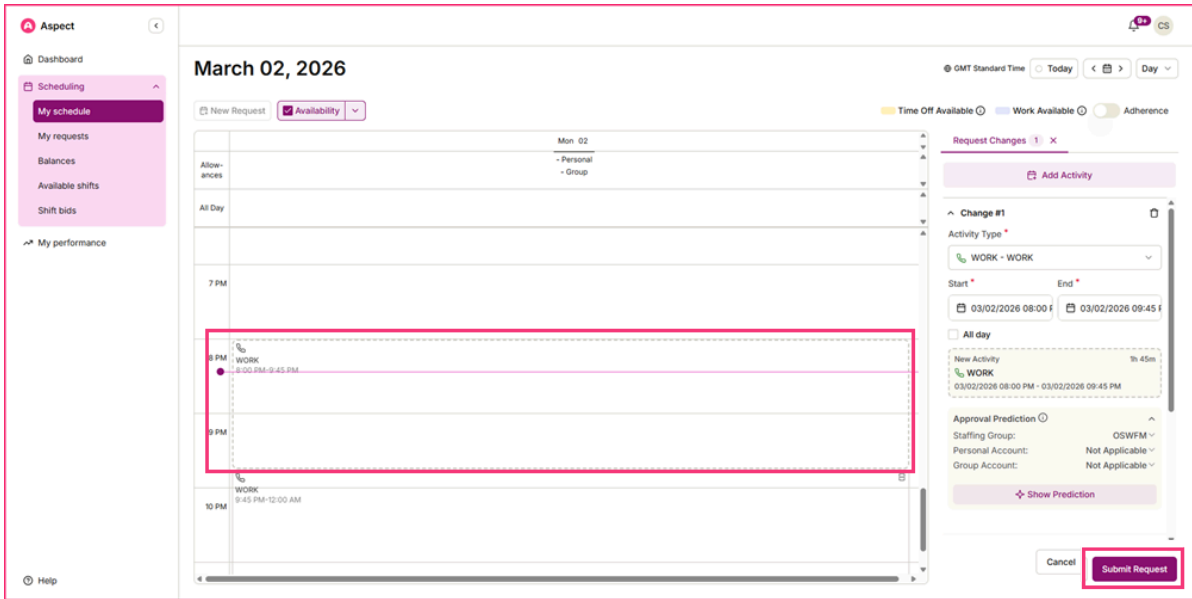 Aspect
9+
CS
Dashboard
Scheduling
My schedule
My requests
Balances
Available shifts
Shift bids
My performance
Help
March 02, 2026
GMT Standard Time
Today
Day
New Request
Availability
Time Off Available
Work Available
Adherence
Mon 02
Allow-
ances
- Personal
- Group
All Day
7 PM
8 PM
WORK
8:00 PM-9:45 PM
9 PM
WORK
9:45 PM-12:00 AM
10 PM
Request Changes 1
Add Activity
Change #1
Activity Type *
WORK - WORK
Start * End *
03/02/2026 08:00 P 03/02/2026 09:45 P
All day
New Activity 1h 45m
WORK
03/02/2026 08:00 PM - 03/02/2026 09:45 PM
Approval Prediction
Staffing Group: OSWFM
Personal Account: Not Applicable
Group Account: Not Applicable
Show Prediction
Cancel
Submit Request